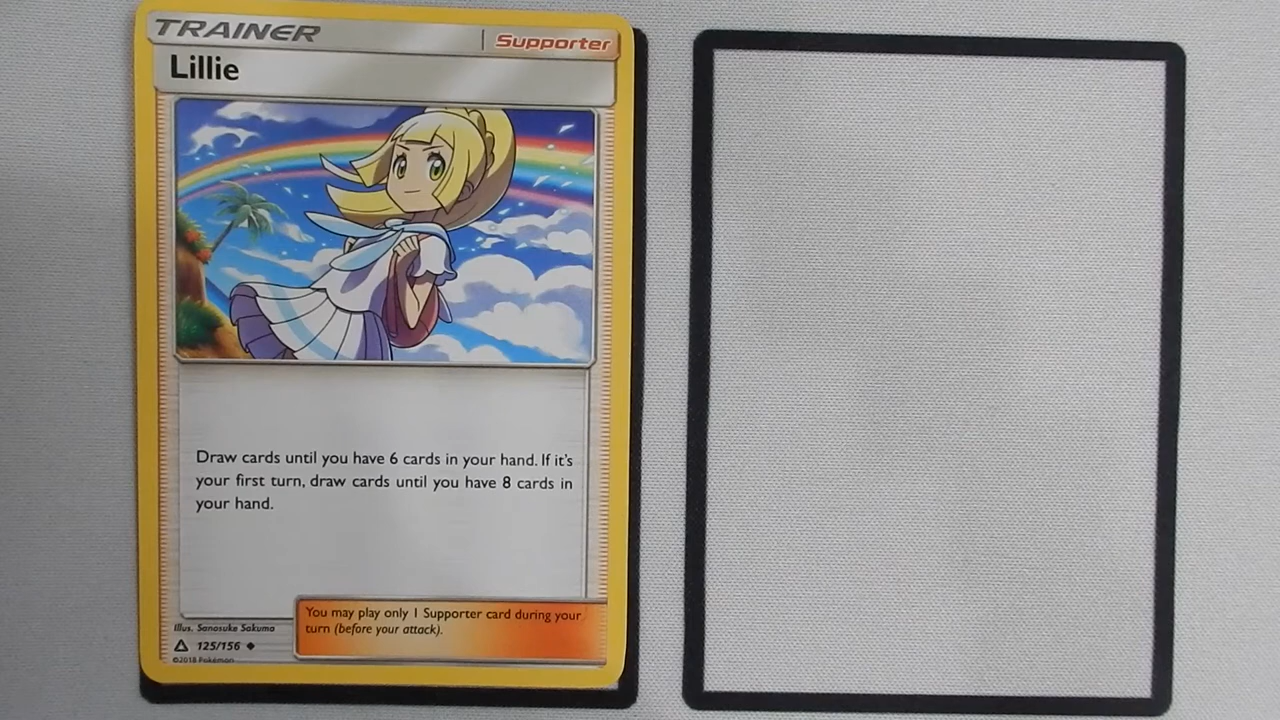 TRAINER
Supporter
Lillie
Draw cards until you have 6 cards in your hand. If it's
your first turn, draw cards until you have 8 cards in
your hand.
You may play only 1 Supporter card during your
turn (before your attack).
Illus. Sanosuke Sakuma
125/156
©2018 Pokémon